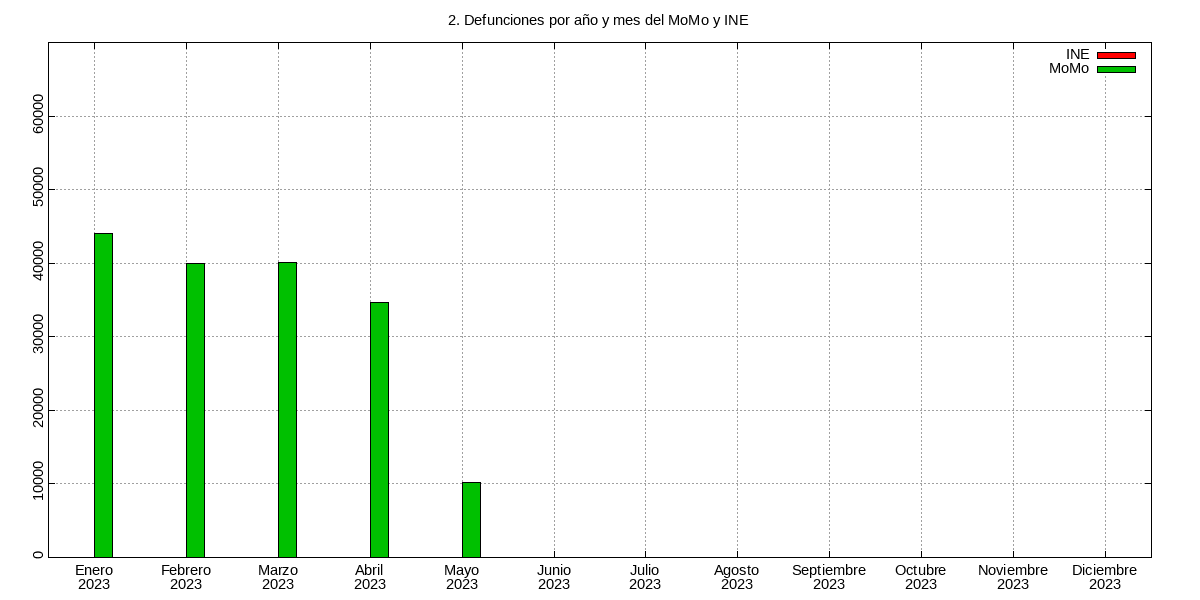 2. Defunciones por año y mes del MoMo y INE
INE
MoMo
60000
50000
40000
30000
20000
10000
0
Enero Febrero Marzo Abril Mayo Junio Julio Agosto Septiembre Octubre Noviembre Diciembre
2023 2023 2023 2023 2023 2023 2023 2023 2023 2023 2023 2023